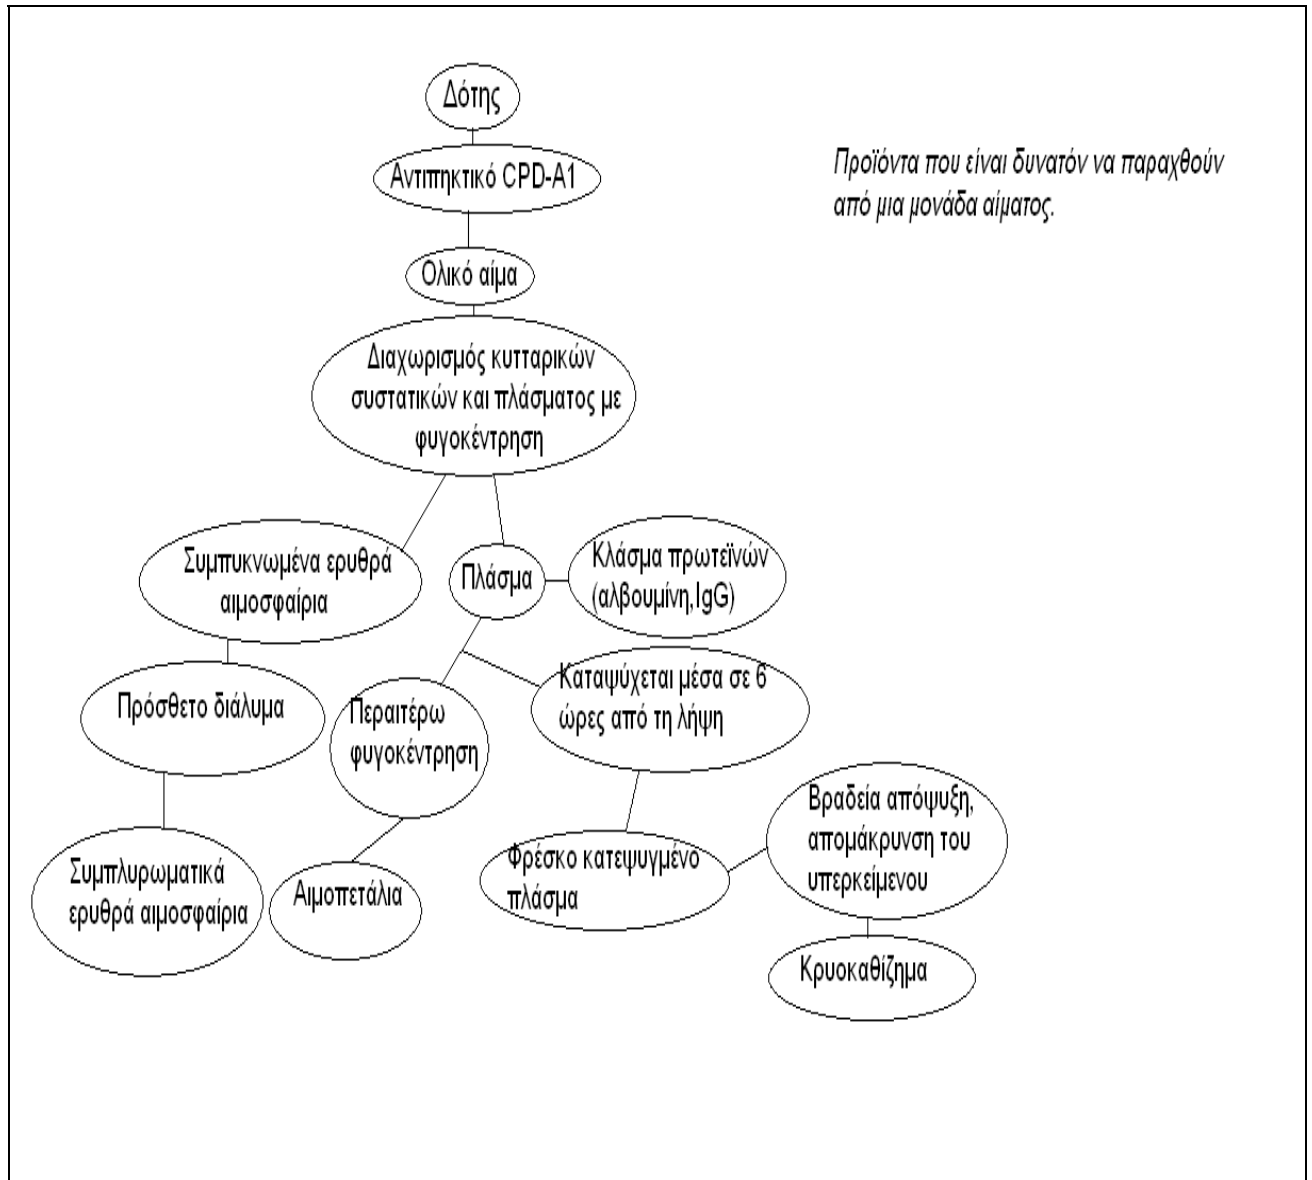 Δότης
Αντιπηκτικό CPD-A1
Προϊόντα που είναι δυνατόν να παραχθούν
από μια μονάδα αίματος.
Ολικό αίμα
Διαχωρισμός κυτταρικών
συστατικών και πλάσματος με
φυγοκέντρηση
Συμπυκνωμένα ερυθρά
αιμοσφαίρια
Πλάσμα
Κλάσμα πρωτεϊνών
(αλβουμίνη,IgG)
Πρόσθετο διάλυμα
Περαιτέρω
φυγοκέντρηση
Καταψύχεται μέσα σε 6
ώρες από τη λήψη
Συμπλυρωματικά
ερυθρά αιμοσφαίρια
Αιμοπετάλια
Φρέσκο κατεψυγμένο
πλάσμα
Βραδεία απόψυξη,
απομάκρυνση του
υπερκείμενου
Κρυοκαθίζημα